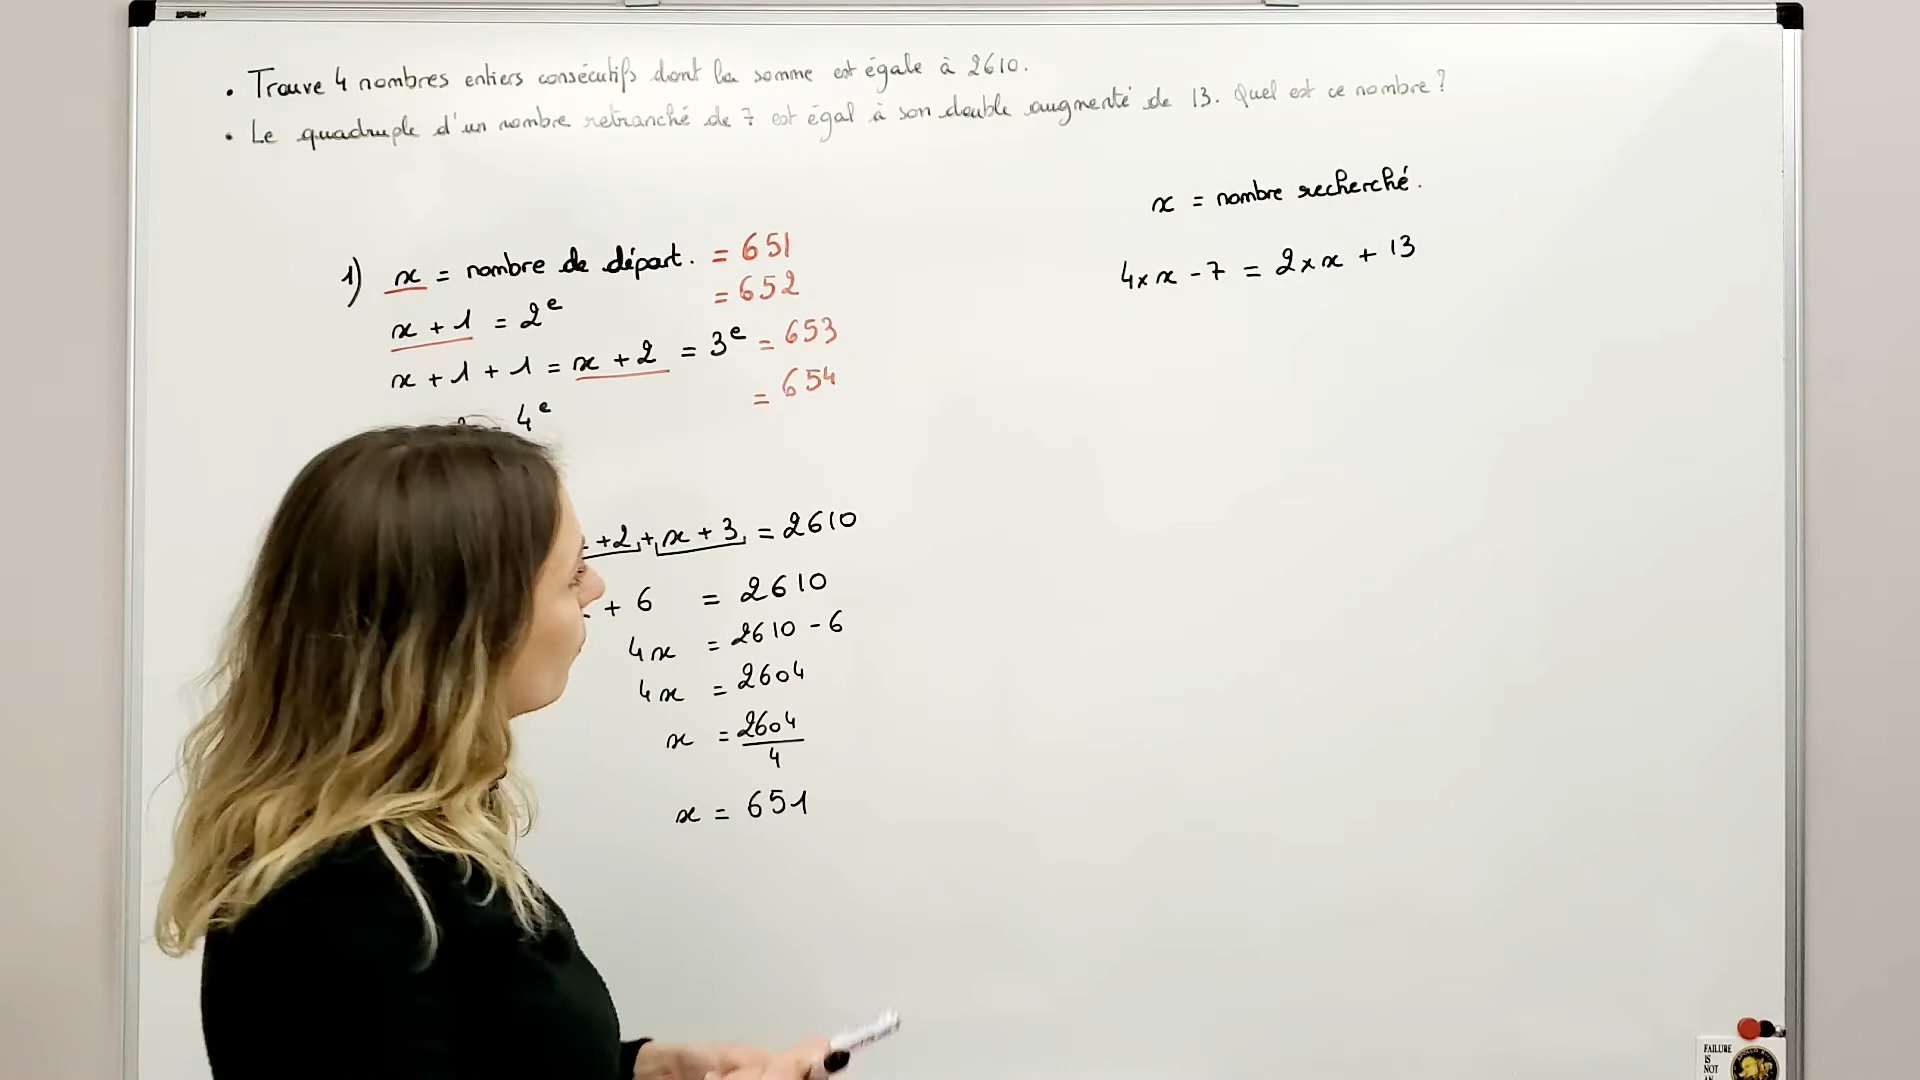 • Trouve 4 nombres entiers consécutifs dont la somme est égale à 2610.
• Le quadruple d'un nombre retranché de 7 est égal à son double augmenté de 13. Quel est ce nombre ?
1) x = nombre de départ. = 651
x + 1 = 2e = 652
x + 1 + 1 = x + 2 = 3e = 653
4e = 654
+2 + x + 3 = 2610
+ 6 = 2610
4x = 2610 - 6
4x = 2604
x = 2604/4
x = 651
x = nombre recherché.
4 x x - 7 = 2 x x + 13
FAILURE
IS
NOT
AN